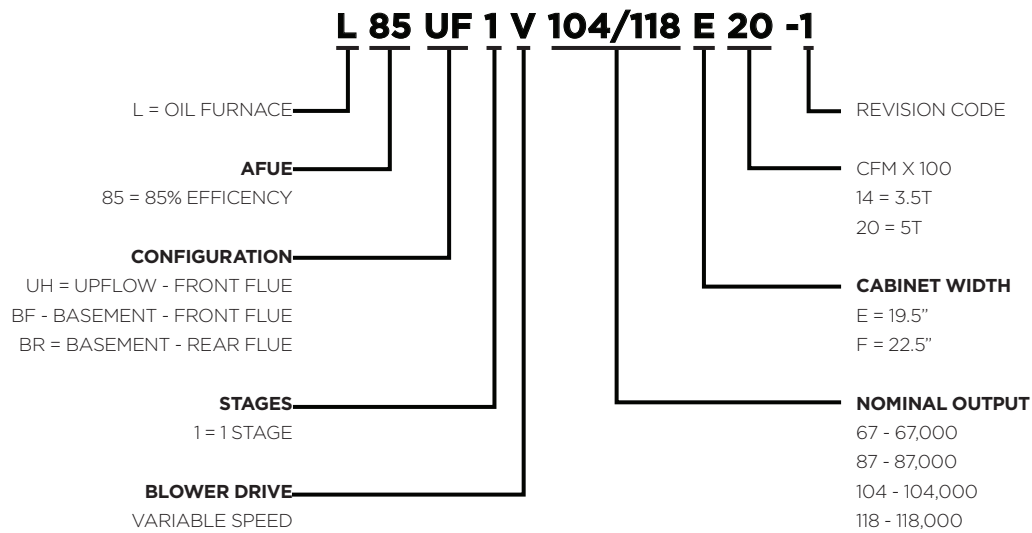 L 85 UF 1 V 104/118 E 20 -1
L = OIL FURNACE
AFUE
85 = 85% EFFICENCY
CONFIGURATION
UH = UPFLOW - FRONT FLUE
BF - BASEMENT - FRONT FLUE
BR = BASEMENT - REAR FLUE
STAGES
1 = 1 STAGE
BLOWER DRIVE
VARIABLE SPEED
REVISION CODE
CFM X 100
14 = 3.5T
20 = 5T
CABINET WIDTH
E = 19.5”
F = 22.5”
NOMINAL OUTPUT
67 - 67,000
87 - 87,000
104 - 104,000
118 - 118,000